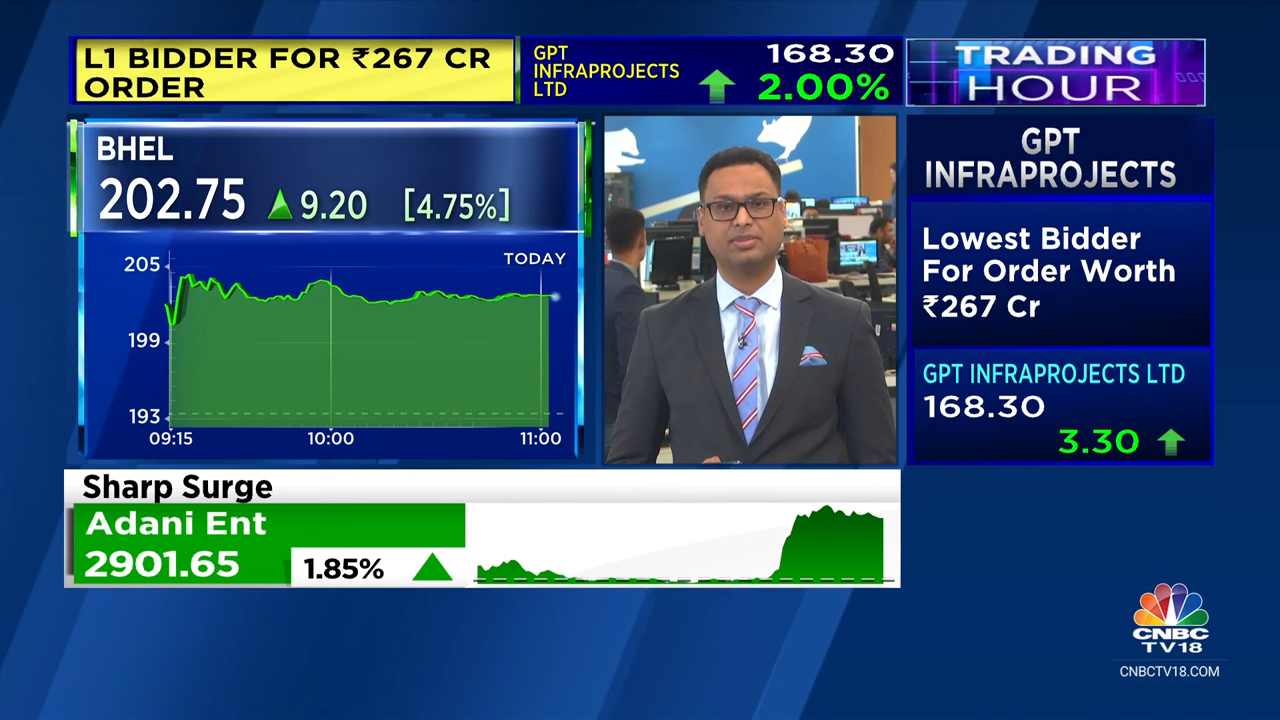 L1 BIDDER FOR ₹267 CR
ORDER
GPT
INFRAPROJECTS
LTD
168.30
2.00%
TRADING
HOUR
BHEL
202.75 ▲ 9.20 [4.75%]
TODAY
205
199
193
09:15 10:00 11:00
GPT
INFRAPROJECTS
Lowest Bidder
For Order Worth
₹267 Cr
GPT INFRAPROJECTS LTD
168.30
3.30
Sharp Surge
Adani Ent
2901.65 1.85%
CNBC
TV18
CNBCTV18.COM